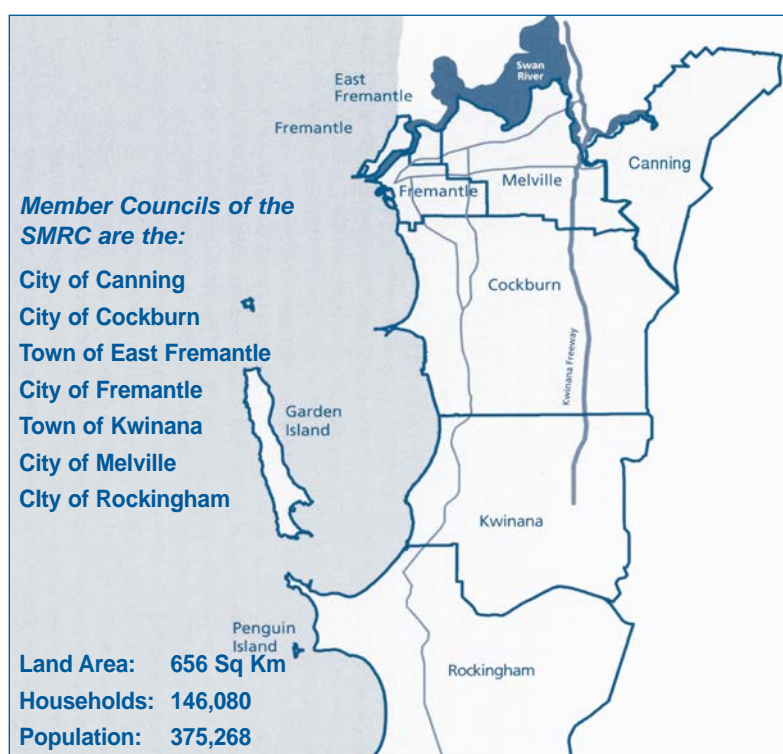 Swan
River
East
Fremantle
Fremantle
Canning
Melville
Fremantle
Member Councils of the
SMRC are the:
City of Canning
City of Cockburn
Town of East Fremantle
City of Fremantle
Town of Kwinana
City of Melville
CIty of Rockingham
Cockburn
Kwinana Freeway
Garden
Island
Kwinana
Penguin
Island
Rockingham
Land Area: 656 Sq Km
Households: 146,080
Population: 375,268